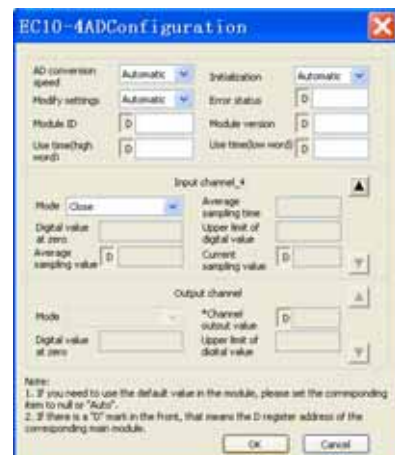 EC10-4ADConfiguration
AD conversion speed Automatic Initialization Automatic
Modify settings Automatic Error status D
Module ID D Module version D
Use time(high word) D Use time(low word) D
Input channel_4
Mode Close Average sampling time
Digital value at zero Upper limit of digital value
Average sampling value D Current sampling value D
Output channel
Mode *Channel output value D
Digital value at zero Upper limit of digital value
Note:
1. If you need to use the default value in the module, please set the corresponding
item to null or "Auto".
2. If there is a "D" mark in the front, that means the D register address of the
corresponding main module.
OK Cancel